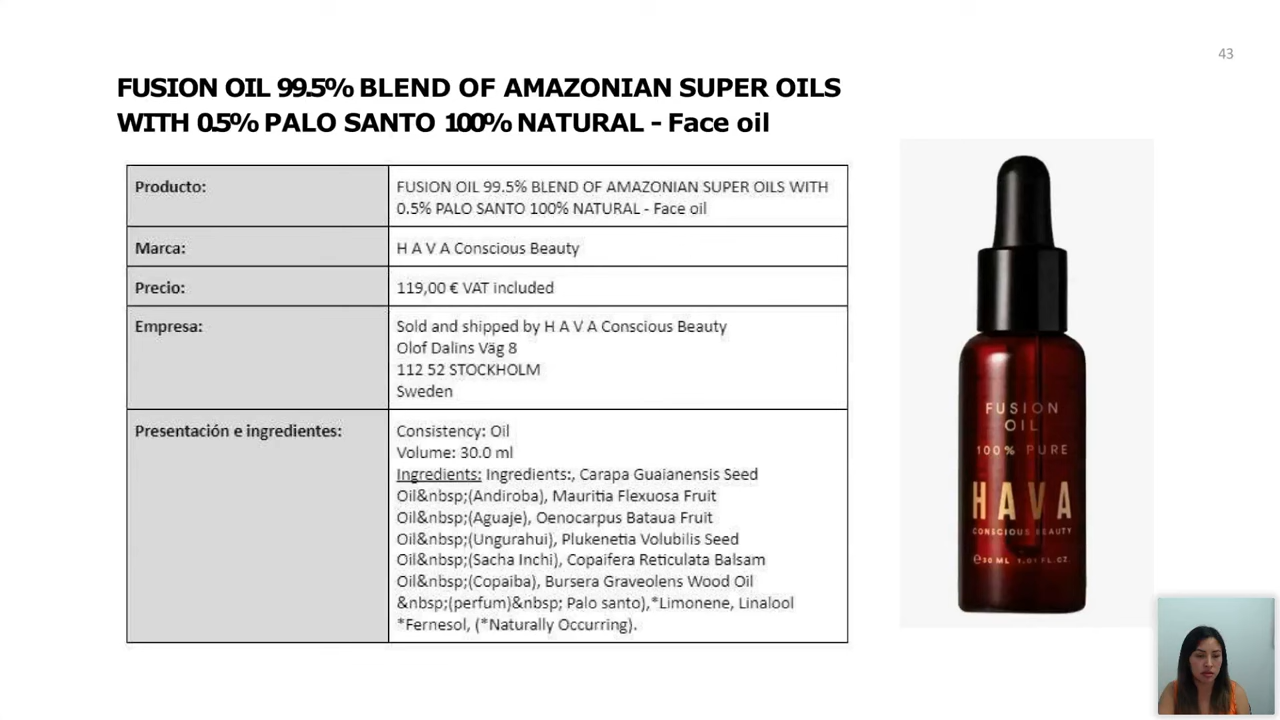 43
FUSION OIL 99.5% BLEND OF AMAZONIAN SUPER OILS
WITH 0.5% PALO SANTO 100% NATURAL - Face oil
Producto:
FUSION OIL 99.5% BLEND OF AMAZONIAN SUPER OILS WITH
0.5% PALO SANTO 100% NATURAL - Face oil
Marca:
H A V A Conscious Beauty
Precio:
119,00 € VAT included
Empresa:
Sold and shipped by H A V A Conscious Beauty
Olof Dalins Väg 8
112 52 STOCKHOLM
Sweden
Presentación e ingredientes:
Consistency: Oil
Volume: 30.0 ml
Ingredients: Ingredients:, Carapa Guaianensis Seed
Oil&nbsp;(Andiroba), Mauritia Flexuosa Fruit
Oil&nbsp;(Aguaje), Oenocarpus Bataua Fruit
Oil&nbsp;(Ungurahui), Plukenetia Volubilis Seed
Oil&nbsp;(Sacha Inchi), Copaifera Reticulata Balsam
Oil&nbsp;(Copaiba), Bursera Graveolens Wood Oil
&nbsp;(perfum)&nbsp; Palo santo),*Limonene, Linalool
*Fernesol, (*Naturally Occurring).
FUSION
OIL
100% PURE
HAVA
CONSCIOUS BEAUTY
℮30 ML 1.01 FL.OZ.